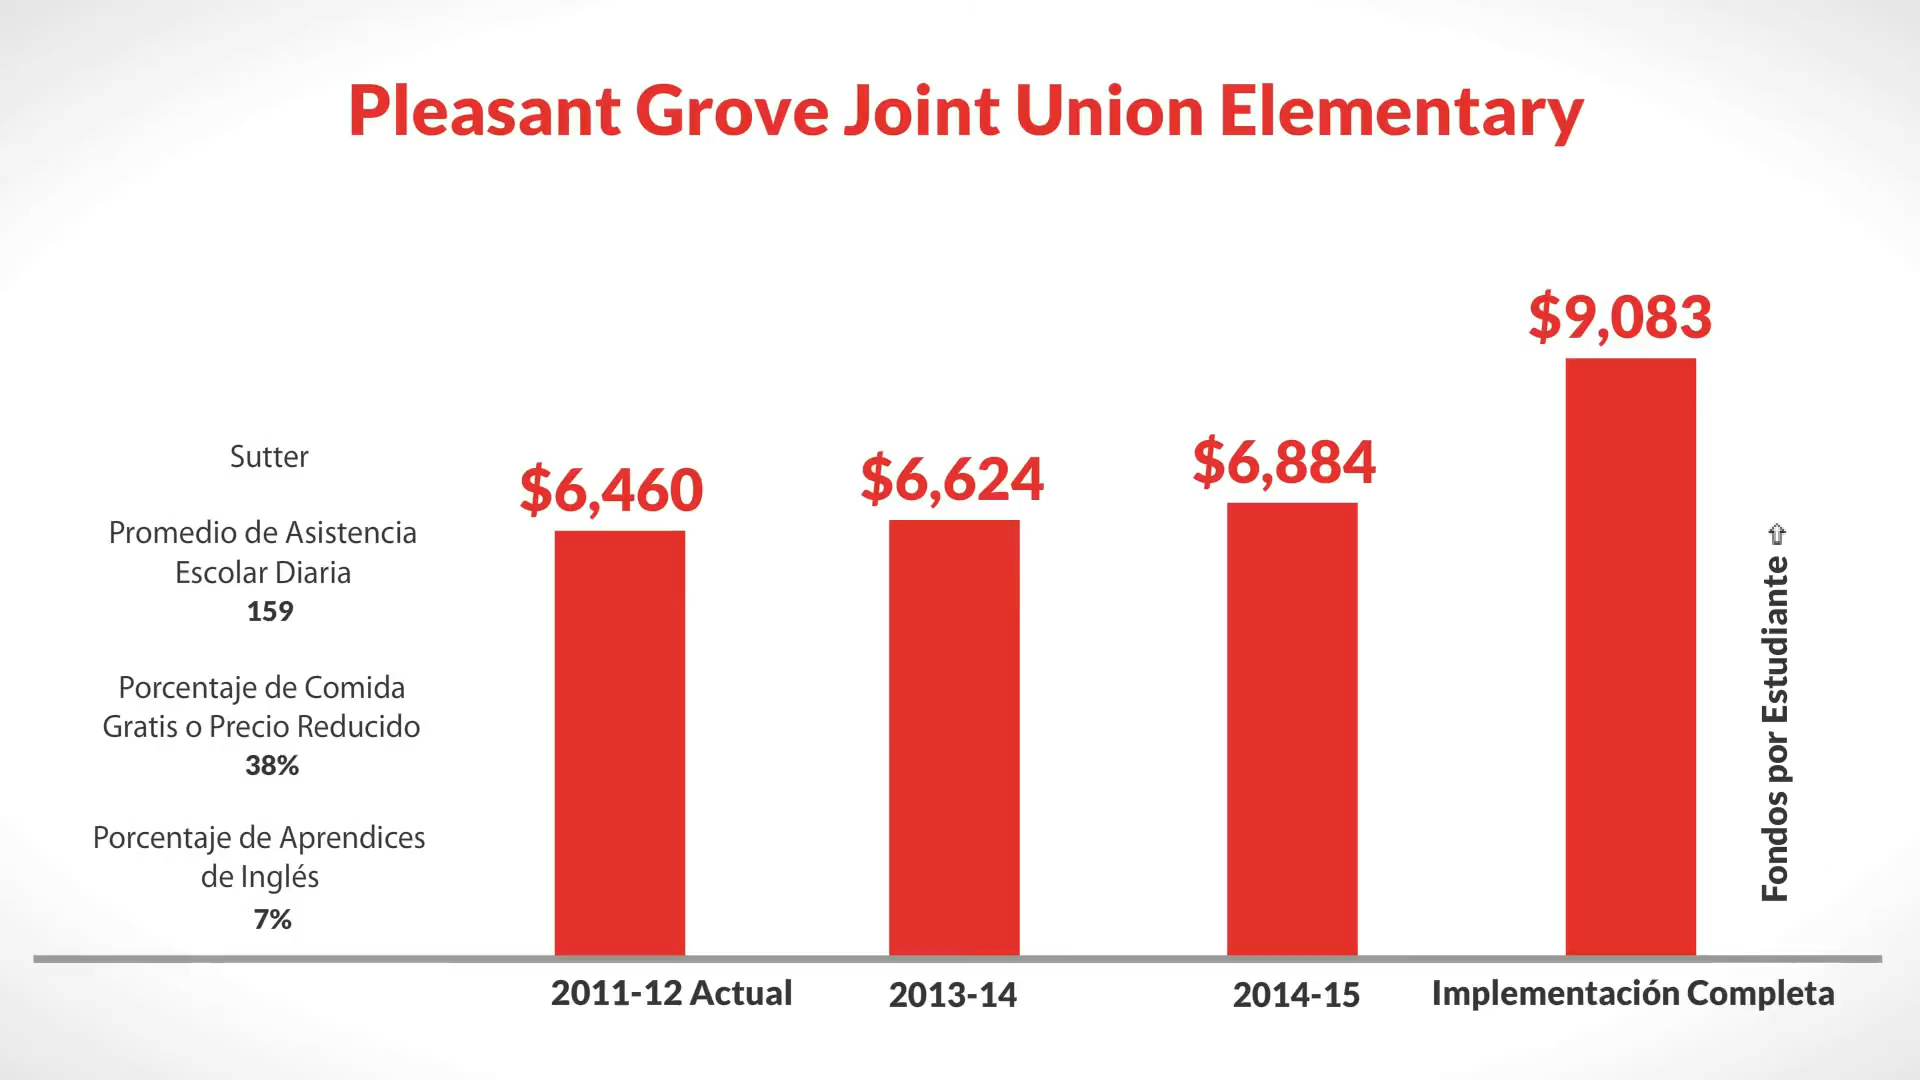 Pleasant Grove Joint Union Elementary
Sutter
Promedio de Asistencia
Escolar Diaria
159
Porcentaje de Comida
Gratis o Precio Reducido
38%
Porcentaje de Aprendices
de Inglés
7%
$6,460
$6,624
$6,884
$9,083
Fondos por Estudiante ⇧
2011-12 Actual
2013-14
2014-15
Implementación Completa